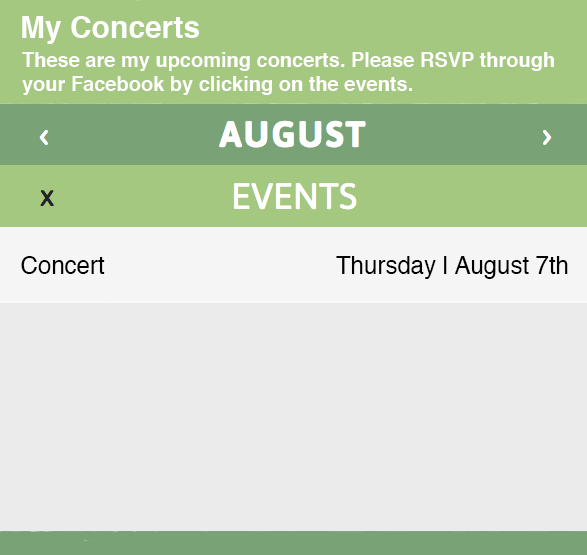 My Concerts
These are my upcoming concerts. Please RSVP through
your Facebook by clicking on the events.
‹ AUGUST ›
x EVENTS
Concert Thursday | August 7th